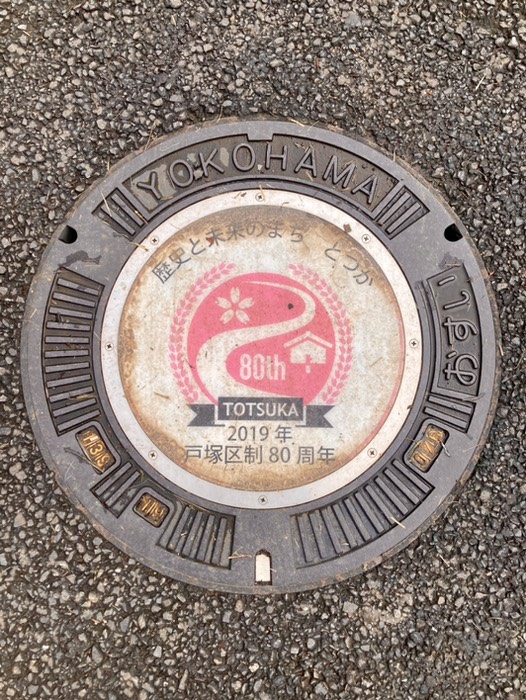 YOKOHAMA
歴史と未来のまち とつか
おすい
80th
TOTSUKA
2019年
戸塚区制80周年